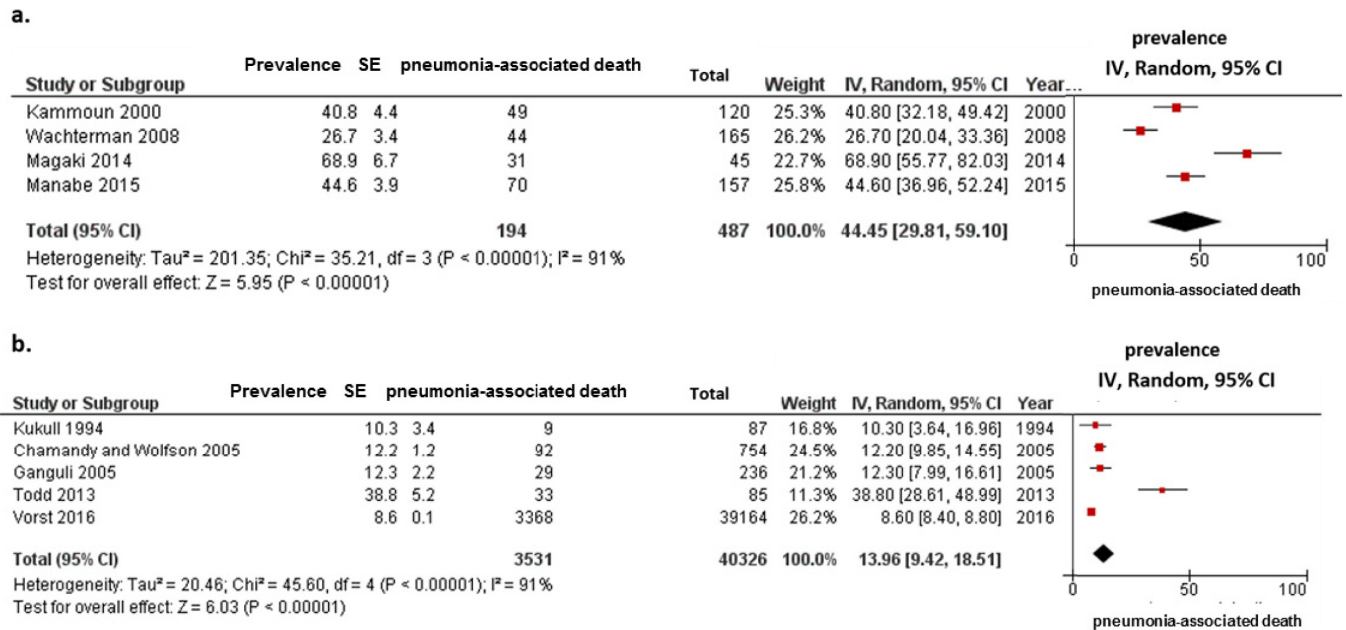 a.
prevalence
Prevalence SE pneumonia-associated death Total IV, Random, 95% CI
Study or Subgroup Weight IV, Random, 95% CI Year...
Kammoun 2000 40.8 4.4 49 120 25.3% 40.80 [32.18, 49.42] 2000
Wachterman 2008 26.7 3.4 44 165 26.2% 26.70 [20.04, 33.36] 2008
Magaki 2014 68.9 6.7 31 45 22.7% 68.90 [55.77, 82.03] 2014
Manabe 2015 44.6 3.9 70 157 25.8% 44.60 [36.96, 52.24] 2015
Total (95% CI) 194 487 100.0% 44.45 [29.81, 59.10]
Heterogeneity: Tau² = 201.35; Chi² = 35.21, df = 3 (P < 0.00001); I² = 91%
Test for overall effect: Z = 5.95 (P < 0.00001)
0 50 100
pneumonia-associated death
b.
prevalence
Prevalence SE pneumonia-associated death Total IV, Random, 95% CI
Study or Subgroup Weight IV, Random, 95% CI Year
Kukull 1994 10.3 3.4 9 87 16.8% 10.30 [3.64, 16.96] 1994
Chamandy and Wolfson 2005 12.2 1.2 92 754 24.5% 12.20 [9.85, 14.55] 2005
Ganguli 2005 12.3 2.2 29 236 21.2% 12.30 [7.99, 16.61] 2005
Todd 2013 38.8 5.2 33 85 11.3% 38.80 [28.61, 48.99] 2013
Vorst 2016 8.6 0.1 3368 39164 26.2% 8.60 [8.40, 8.80] 2016
Total (95% CI) 3531 40326 100.0% 13.96 [9.42, 18.51]
Heterogeneity: Tau² = 20.46; Chi² = 45.60, df = 4 (P < 0.00001); I² = 91%
Test for overall effect: Z = 6.03 (P < 0.00001)
0 50 100
pneumonia-associated death